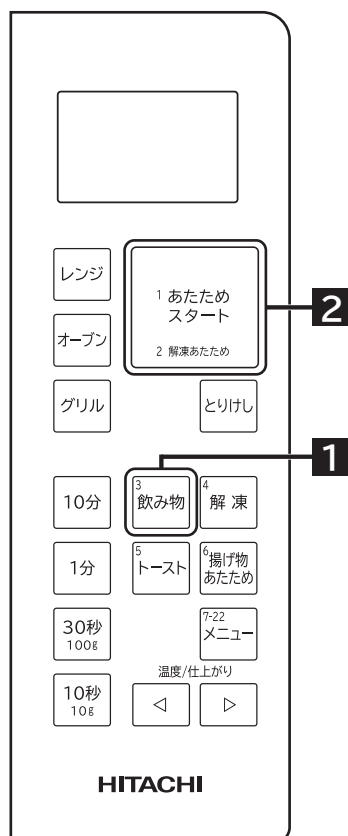 レンジ
1 あたため
スタート
2 解凍あたため
2
オーブン
グリル
とりけし
1
10分
3 飲み物
4 解凍
1分
5 トースト
6 揚げ物
あたため
30秒
100g
7-22
メニュー
温度/仕上がり
10秒
10g
◁
▷
HITACHI